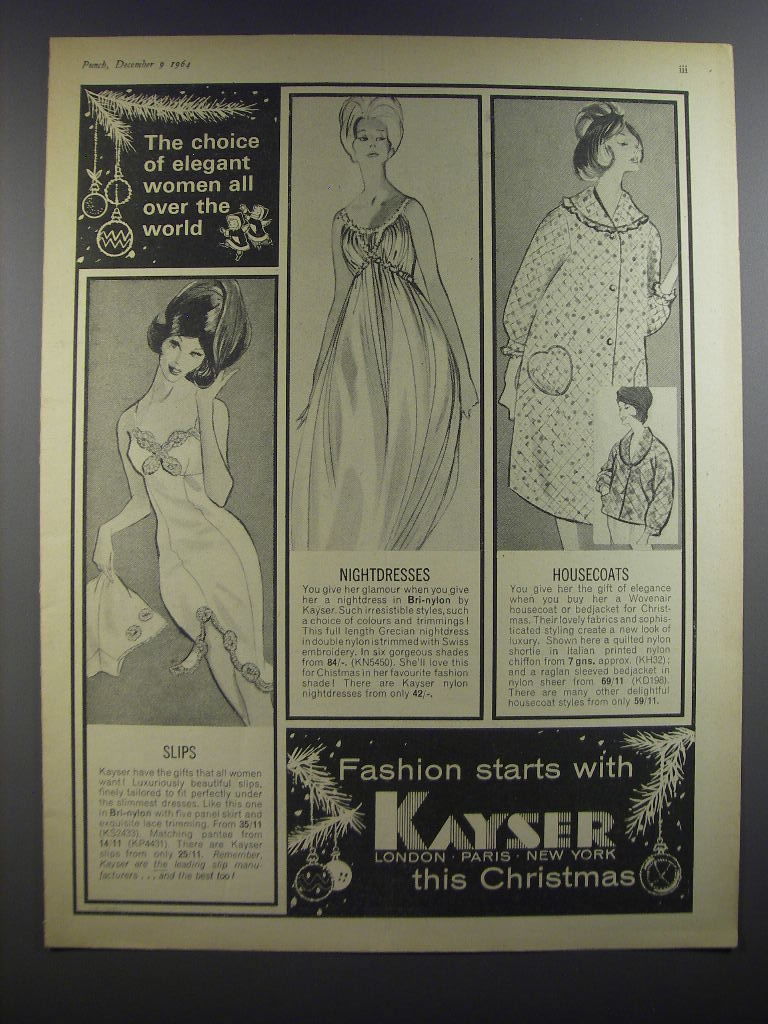 Punch, December 9 1964
iii
The choice
of elegant
women all
over the
world
NIGHTDRESSES
You give her glamour when you give
her a nightdress in Bri-nylon by
Kayser. Such irresistible styles, such
a choice of colours and trimmings!
This full length Grecian nightdress
in double nylon is trimmed with Swiss
embroidery. In six gorgeous shades
from 84/-. (KN5450). She'll love this
for Chistmas in her favourite fashion
shade! There are Kayser nylon
nightdresses from only 42/-.
HOUSECOATS
You give her the gift of elegance
when you buy her a Wovenair
housecoat or bedjacket for Christ-
mas. Their lovely fabrics and sophis-
ticated styling create a new look of
luxury. Shown here a quilted nylon
shortie in Italian printed nylon
chiffon from 7 gns. approx. (KH32);
and a raglan sleeved bedjacket in
nylon sheer from 69/11 (KD198).
There are many other delightful
housecoat styles from only 59/11.
SLIPS
Kayser have the gifts that all women
want! Luxuriously beautiful slips,
finely tailored to fit perfectly under
the slimmest dresses. Like this one
in Bri-nylon with five panel skirt and
exquisite lace trimming. From 35/11
(KS2433). Matching pantee from
14/11 (KP4431). There are Kayser
slips from only 25/11. Remember,
Kayser are the leading slip manu-
facturers . . . and the best too!
Fashion starts with
KAYSER
LONDON · PARIS · NEW YORK
this Christmas